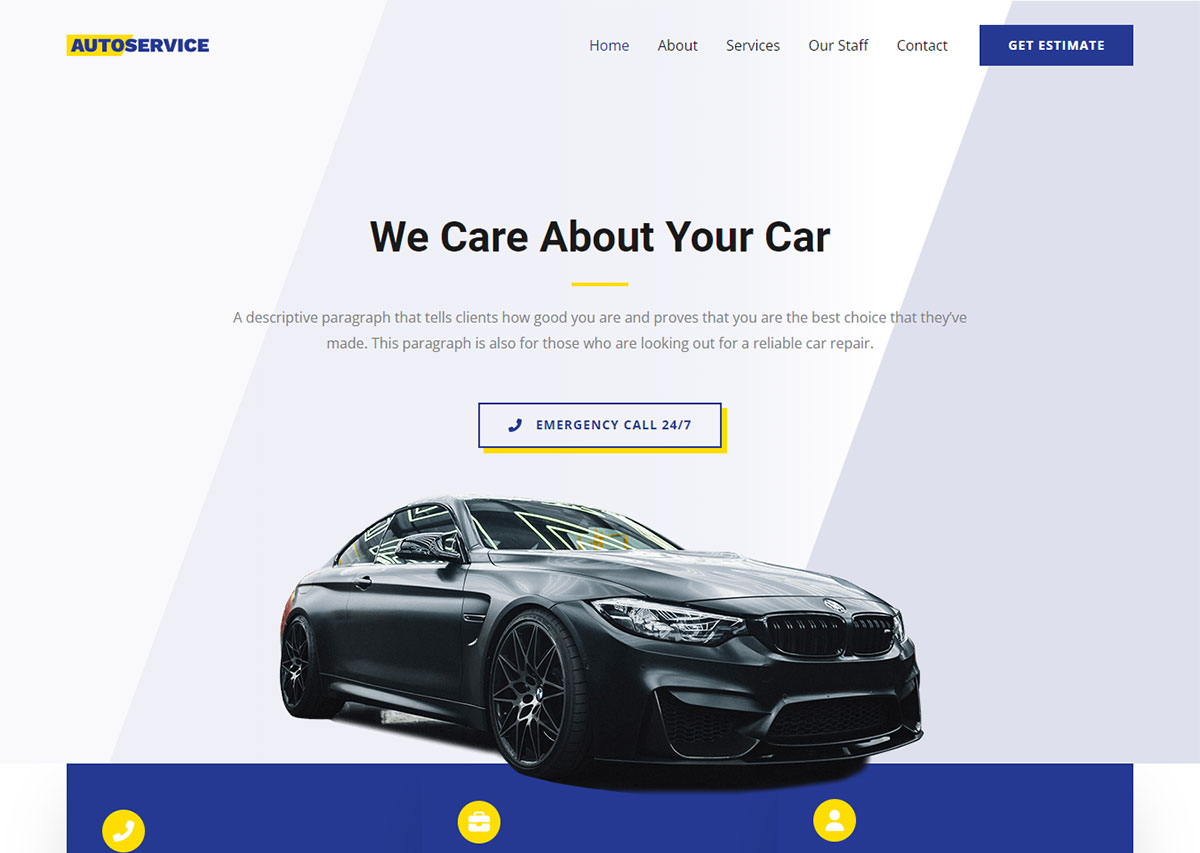 AUTOSERVICE
Home About Services Our Staff Contact GET ESTIMATE
We Care About Your Car
A descriptive paragraph that tells clients how good you are and proves that you are the best choice that they’ve
made. This paragraph is also for those who are looking out for a reliable car repair.
EMERGENCY CALL 24/7